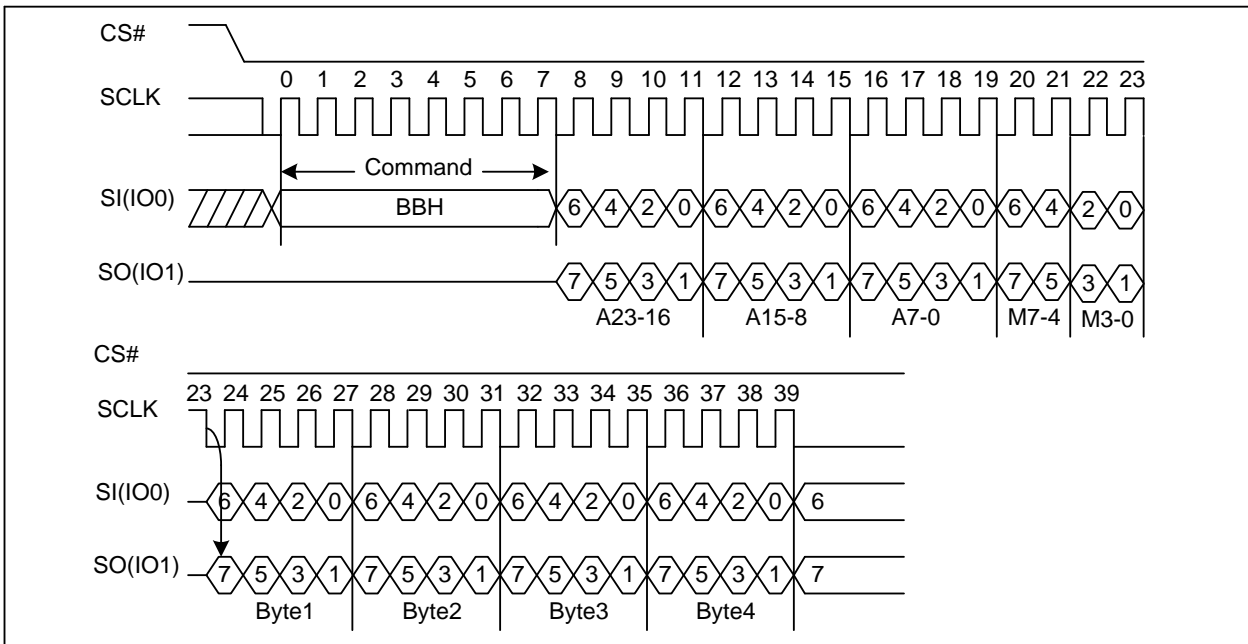 CS#
0 1 2 3 4 5 6 7 8 9 10 11 12 13 14 15 16 17 18 19 20 21 22 23
SCLK
Command
SI(IO0) BBH 6 4 2 0 6 4 2 0 6 4 2 0 6 4 2 0
SO(IO1) 7 5 3 1 7 5 3 1 7 5 3 1 7 5 3 1
A23-16 A15-8 A7-0 M7-4 M3-0
CS#
23 24 25 26 27 28 29 30 31 32 33 34 35 36 37 38 39
SCLK
SI(IO0) 6 4 2 0 6 4 2 0 6 4 2 0 6 4 2 0 6
SO(IO1) 7 5 3 1 7 5 3 1 7 5 3 1 7 5 3 1 7
Byte1 Byte2 Byte3 Byte4